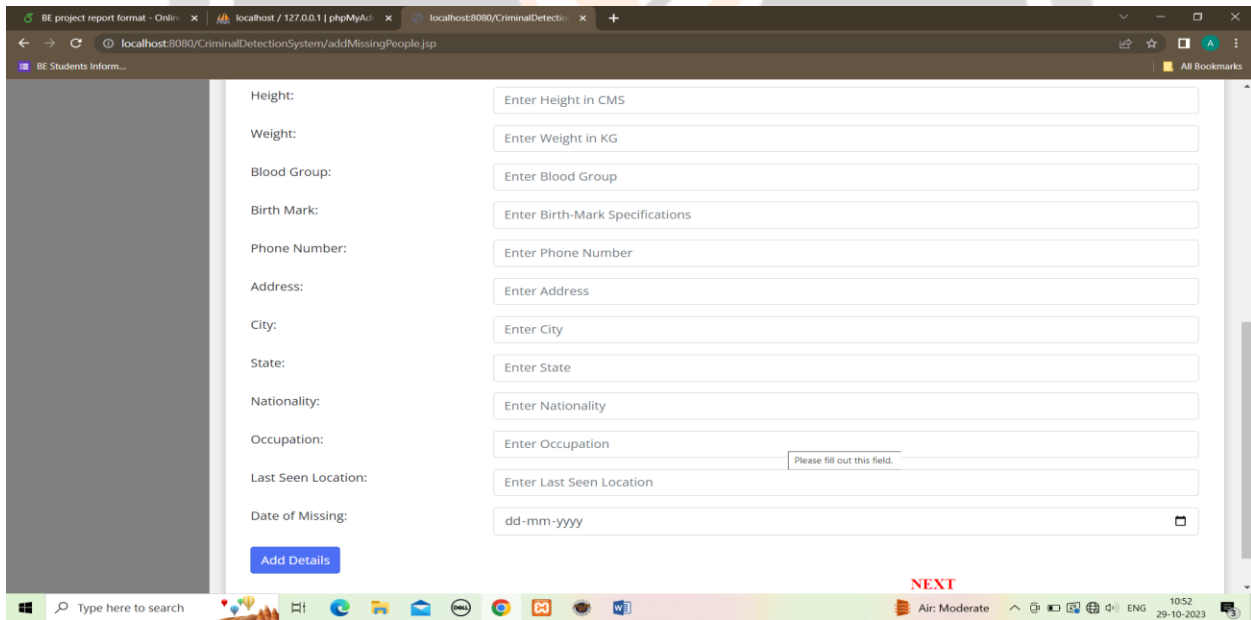 BE project report format - Onlin
localhost / 127.0.0.1 | phpMyAd
localhost:8080/CriminalDetectio
localhost:8080/CriminalDetectionSystem/addMissingPeople.jsp
BE Students Inform...
All Bookmarks
Height: Enter Height in CMS
Weight: Enter Weight in KG
Blood Group: Enter Blood Group
Birth Mark: Enter Birth-Mark Specifications
Phone Number: Enter Phone Number
Address: Enter Address
City: Enter City
State: Enter State
Nationality: Enter Nationality
Occupation: Enter Occupation
Please fill out this field.
Last Seen Location: Enter Last Seen Location
Date of Missing: dd-mm-yyyy
Add Details
NEXT
Type here to search
DELL
Air: Moderate
ENG
10:52
29-10-2023
3
A